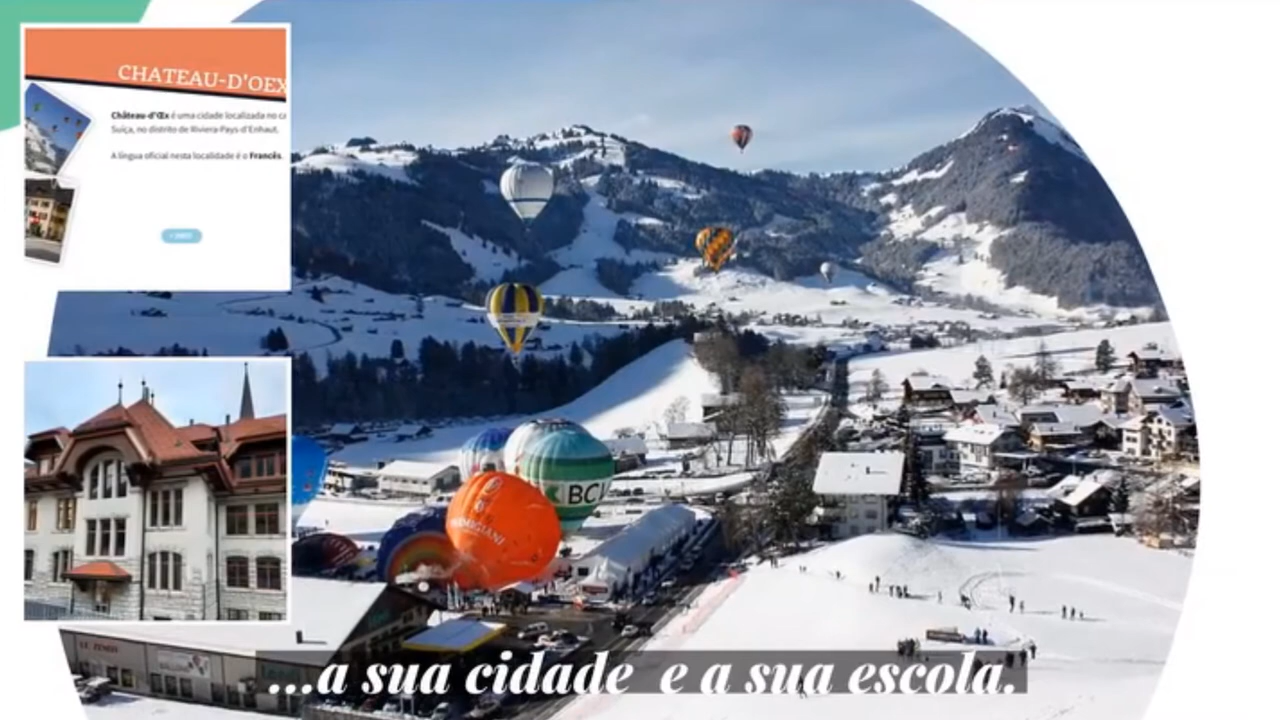 CHATEAU-D'OEX
Château-d'Œx é uma cidade localizada no ca
Suíça, no distrito de Riviera-Pays-d'Enhaut.
A língua oficial nesta localidade é o Francês.
BCV
PARMIGIANI
...a sua cidade e a sua escola.